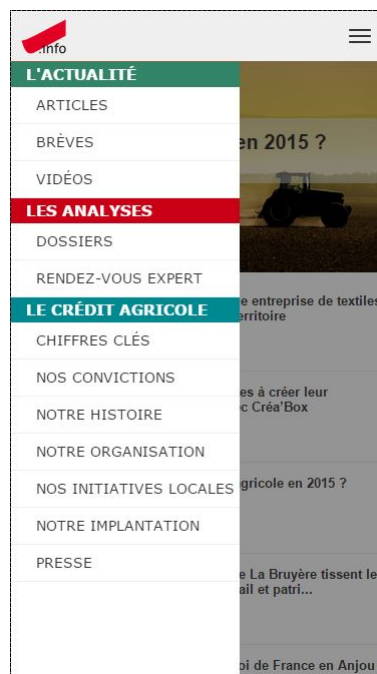 .info
L'ACTUALITÉ
ARTICLES
BRÈVES
en 2015 ?
VIDÉOS
LES ANALYSES
DOSSIERS
RENDEZ-VOUS EXPERT
e entreprise de textiles
erritoire
LE CRÉDIT AGRICOLE
CHIFFRES CLÉS
NOS CONVICTIONS
es à créer leur
c Créa'Box
NOTRE HISTOIRE
NOTRE ORGANISATION
NOS INITIATIVES LOCALES
gricole en 2015 ?
NOTRE IMPLANTATION
PRESSE
e La Bruyère tissent le
ail et patri...
oi de France en Anjou